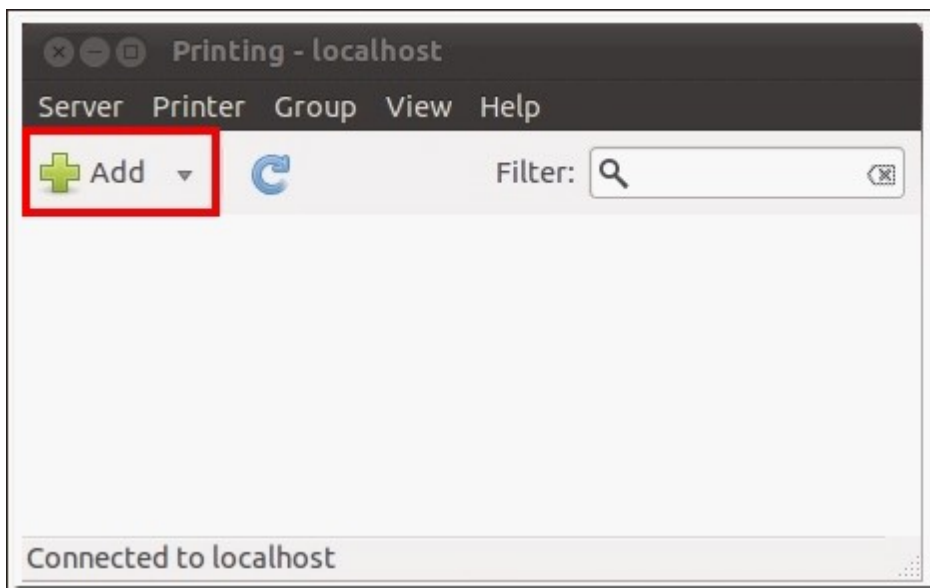 Printing - localhost
Server Printer Group View Help
Add Filter:
Connected to localhost